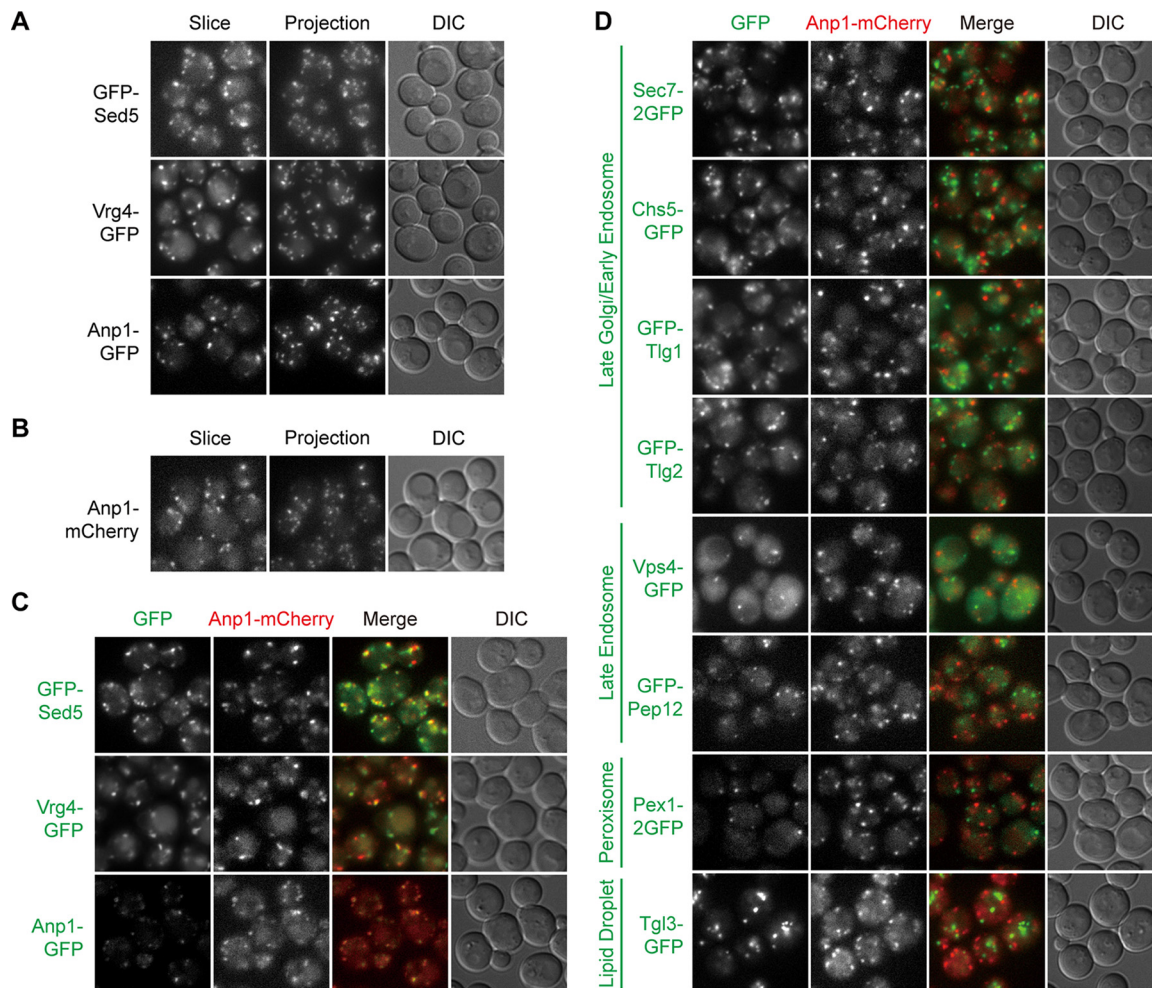 A
Slice Projection DIC
GFP-
Sed5
Vrg4-
GFP
Anp1-
GFP
B
Slice Projection DIC
Anp1-
mCherry
C
GFP Anp1-mCherry Merge DIC
GFP-
Sed5
Vrg4-
GFP
Anp1-
GFP
D
GFP Anp1-mCherry Merge DIC
Late Golgi/Early Endosome
Sec7-
2GFP
Chs5-
GFP
GFP-
Tlg1
GFP-
Tlg2
Late Endosome
Vps4-
GFP
GFP-
Pep12
Peroxisome
Pex1-
2GFP
Lipid Droplet
Tgl3-
GFP